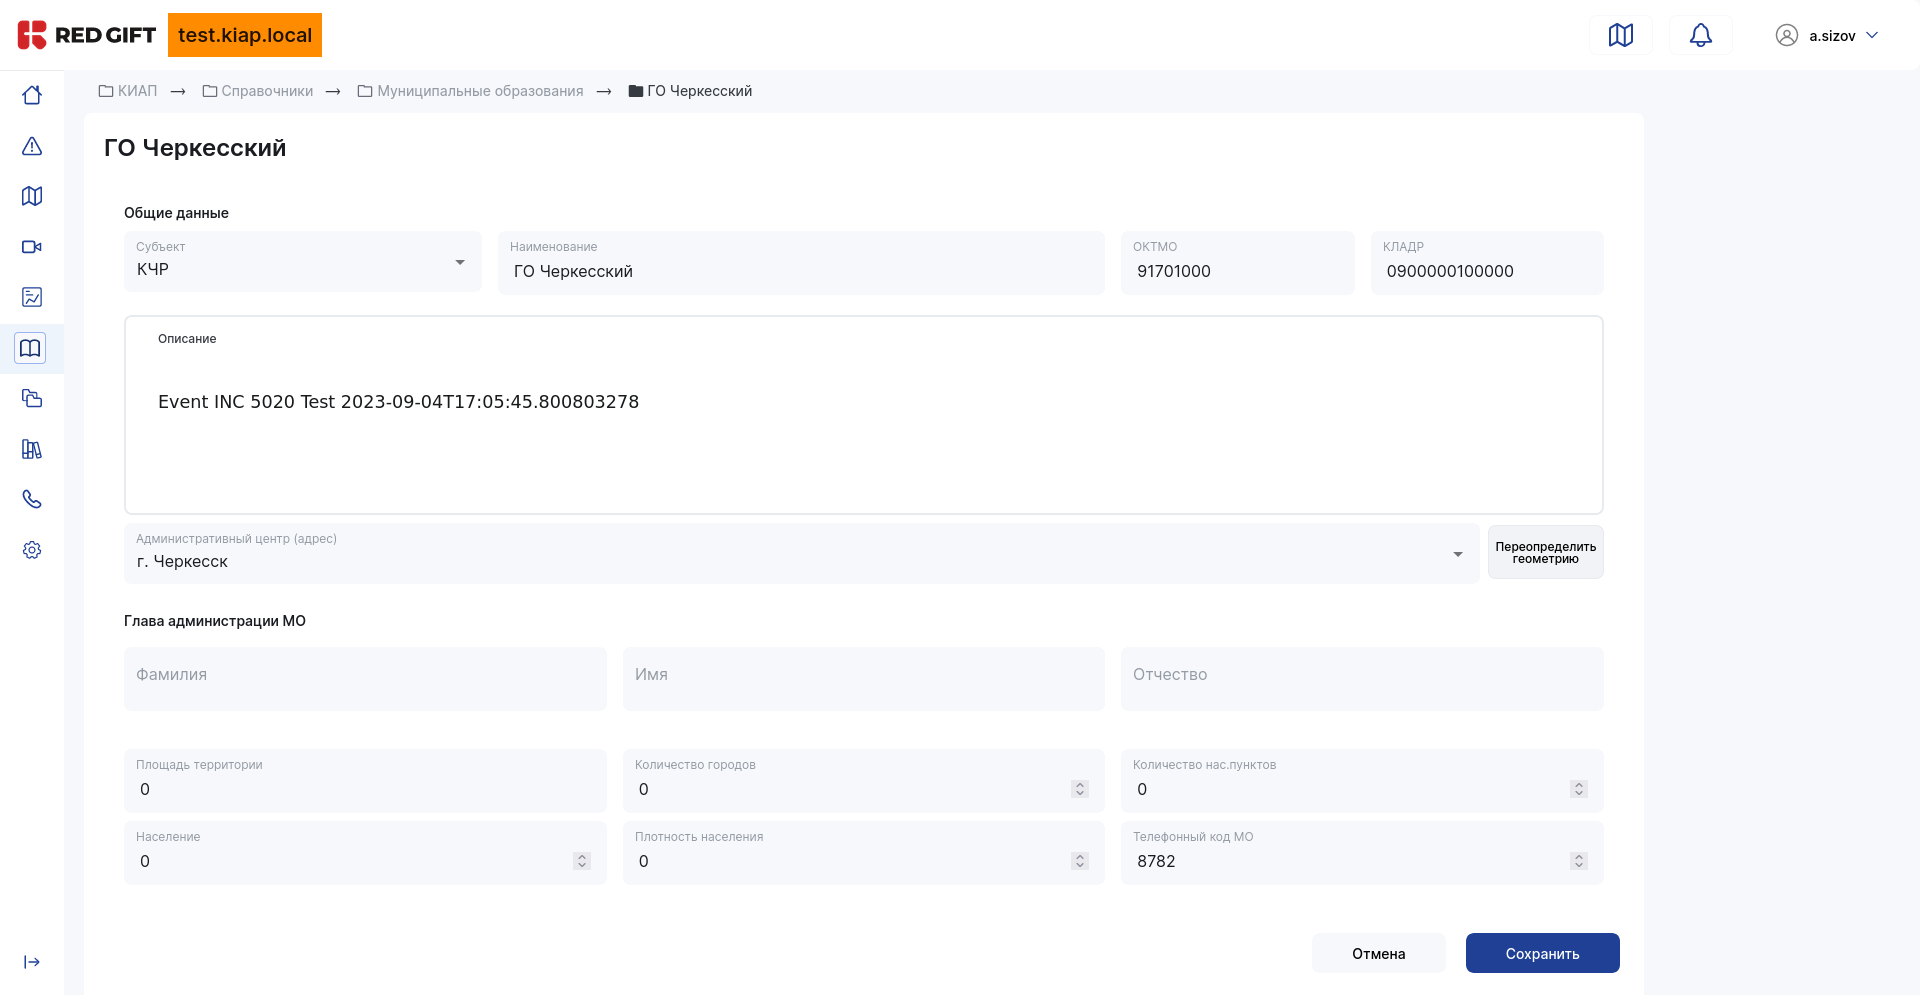 RED GIFT test.kiap.local a.sizov
КИАП → Справочники → Муниципальные образования → ГО Черкесский
ГО Черкесский
Общие данные
Субъект Наименование ОКТМО КЛАДР
КЧР ГО Черкесский 91701000 0900000100000
Описание
Event INC 5020 Test 2023-09-04T17:05:45.800803278
Административный центр (адрес)
г. Черкесск
Переопределить
геометрию
Глава администрации МО
Фамилия Имя Отчество
Площадь территории Количество городов Количество нас.пунктов
0 0 0
Население Плотность населения Телефонный код МО
0 0 8782
Отмена Сохранить